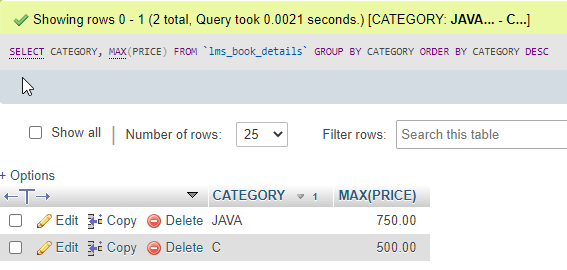 Showing rows 0 - 1 (2 total, Query took 0.0021 seconds.) [CATEGORY: JAVA... - C...]
SELECT CATEGORY, MAX(PRICE) FROM `lms_book_details` GROUP BY CATEGORY ORDER BY CATEGORY DESC
Show all | Number of rows: 25 Filter rows: Search this table
+ Options
←T→ CATEGORY 1 MAX(PRICE)
Edit Copy Delete JAVA 750.00
Edit Copy Delete C 500.00